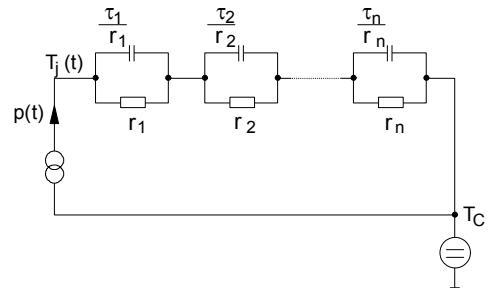 τ1 τ2 τn
r1 r2 rn
Tj (t)
r1 r2 rn
p(t)
TC